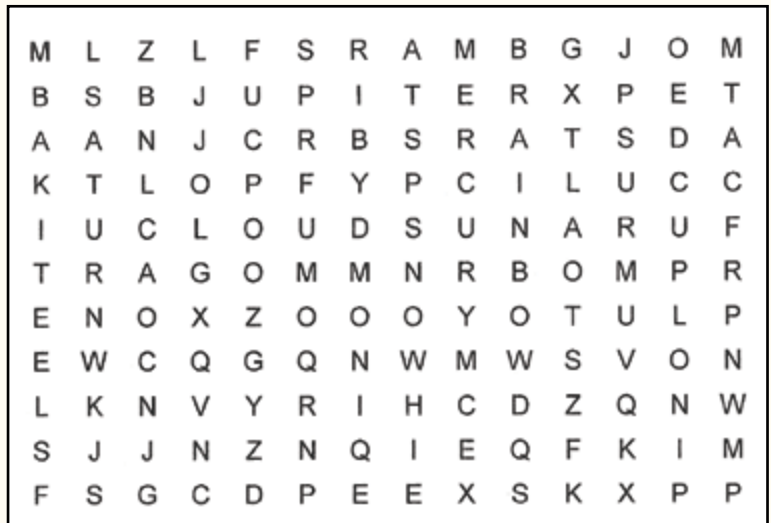 M L Z L F S R A M B G J O M
B S B J U P I T E R X P E T
A A N J C R B S R A T S D A
K T L O P F Y P C I L U C C
I U C L O U D S U N A R U F
T R A G O M M N R B O M P R
E N O X Z O O O Y O T U L P
E W C Q G Q N W M W S V O N
L K N V Y R I H C D Z Q N W
S J J N Z N Q I E Q F K I M
F S G C D P E E X S K X P P